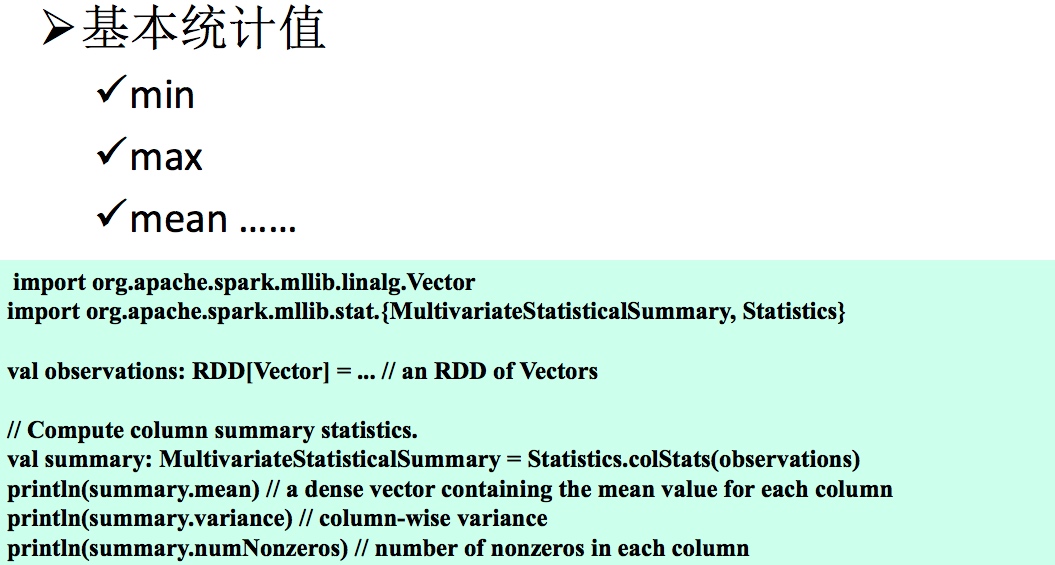 ➢基本统计值
✓min
✓max
✓mean ……
import org.apache.spark.mllib.linalg.Vector
import org.apache.spark.mllib.stat.{MultivariateStatisticalSummary, Statistics}
val observations: RDD[Vector] = ... // an RDD of Vectors
// Compute column summary statistics.
val summary: MultivariateStatisticalSummary = Statistics.colStats(observations)
println(summary.mean) // a dense vector containing the mean value for each column
println(summary.variance) // column-wise variance
println(summary.numNonzeros) // number of nonzeros in each column